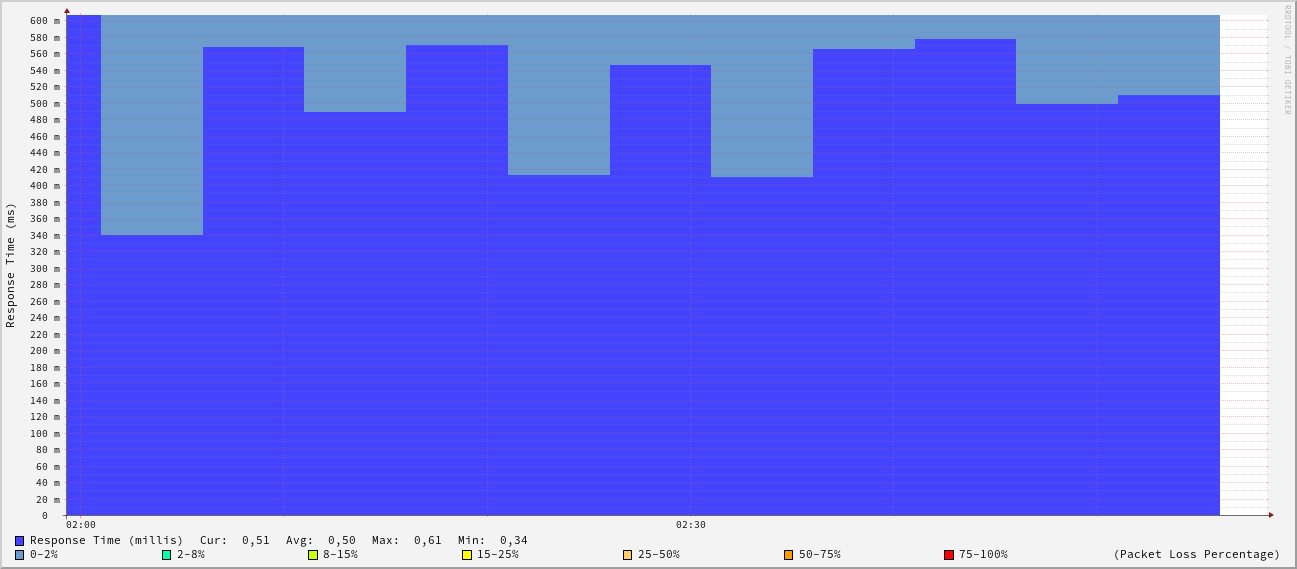 RRDTOOL / TOBI OETIKER
Response Time (ms)
600 m
580 m
560 m
540 m
520 m
500 m
480 m
460 m
440 m
420 m
400 m
380 m
360 m
340 m
320 m
300 m
280 m
260 m
240 m
220 m
200 m
180 m
160 m
140 m
120 m
100 m
80 m
60 m
40 m
20 m
0
02:00 02:30
Response Time (millis) Cur: 0,51 Avg: 0,50 Max: 0,61 Min: 0,34
0-2% 2-8% 8-15% 15-25% 25-50% 50-75% 75-100% (Packet Loss Percentage)